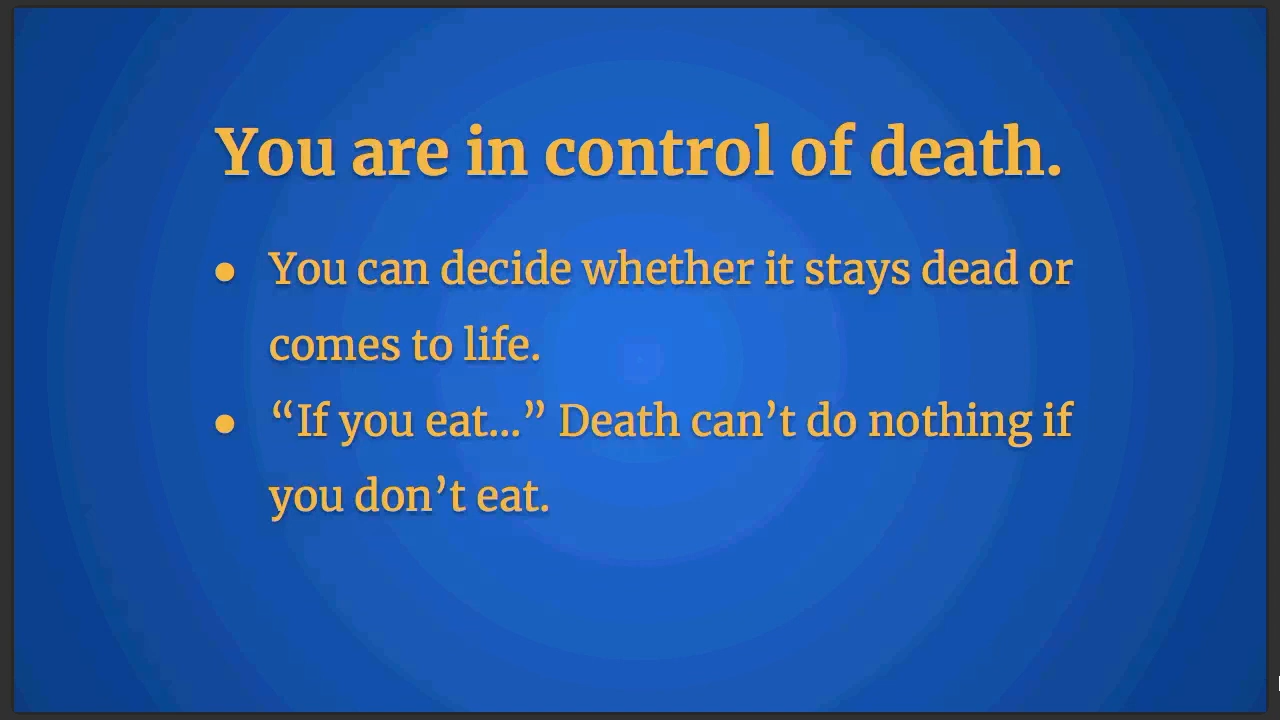 You are in control of death.
● You can decide whether it stays dead or
comes to life.
● “If you eat...” Death can’t do nothing if
you don’t eat.